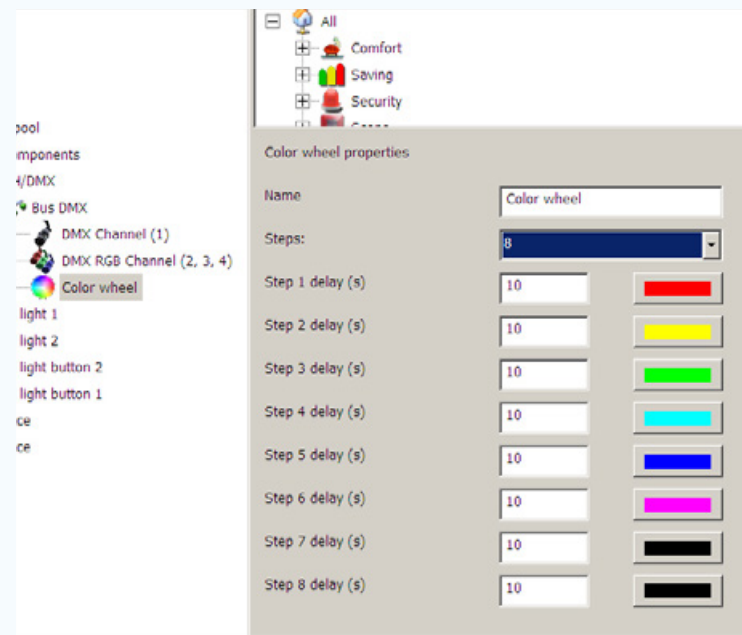 All
Comfort
Saving
Security
pool
mponents
H/DMX
Bus DMX
DMX Channel (1)
DMX RGB Channel (2, 3, 4)
Color wheel
light 1
light 2
light button 2
light button 1
ce
ce
Color wheel properties
Name Color wheel
Steps: 8
Step 1 delay (s) 10
Step 2 delay (s) 10
Step 3 delay (s) 10
Step 4 delay (s) 10
Step 5 delay (s) 10
Step 6 delay (s) 10
Step 7 delay (s) 10
Step 8 delay (s) 10